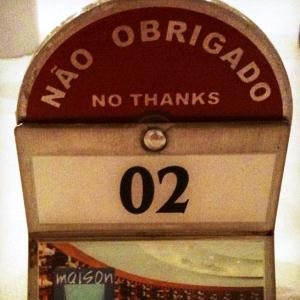 NÃO OBRIGADO
NO THANKS
02
maison